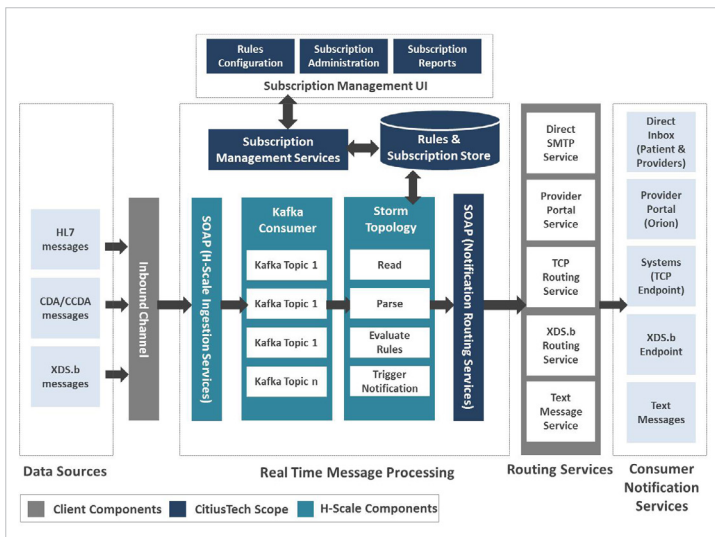 Rules
Configuration
Subscription
Administration
Subscription
Reports
Subscription Management UI
Subscription
Management Services
Rules &
Subscription Store
HL7
messages
CDA/CCDA
messages
XDS.b
messages
Data Sources
Inbound Channel
SOAP (H-Scale Ingestion Services)
Kafka
Consumer
Kafka Topic 1
Kafka Topic 1
Kafka Topic 1
Kafka Topic n
Storm
Topology
Read
Parse
Evaluate
Rules
Trigger
Notification
SOAP (Notification Routing Services)
Real Time Message Processing
Direct
SMTP
Service
Provider
Portal
Service
TCP
Routing
Service
XDS.b
Routing
Service
Text
Message
Service
Routing Services
Direct
Inbox
(Patient &
Providers)
Provider
Portal
(Orion)
Systems
(TCP
Endpoint)
XDS.b
Endpoint
Text
Messages
Consumer
Notification
Services
Client Components
CitiusTech Scope
H-Scale Components